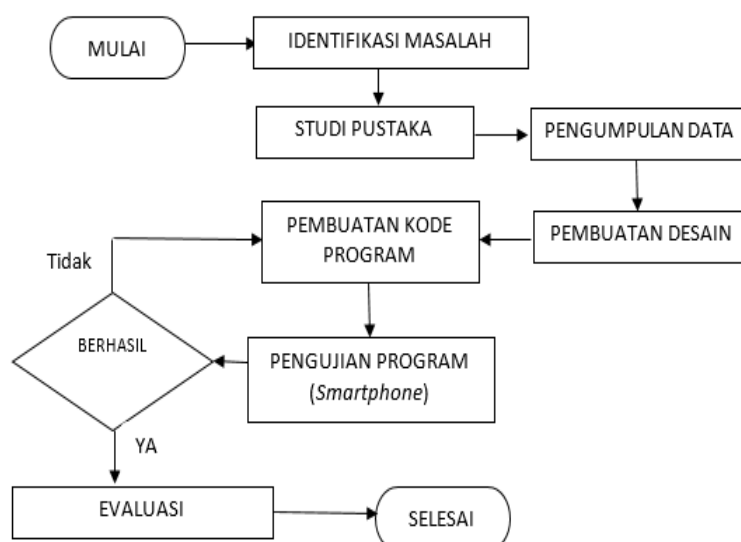 MULAI
IDENTIFIKASI MASALAH
STUDI PUSTAKA
PENGUMPULAN DATA
PEMBUATAN DESAIN
PEMBUATAN KODE
PROGRAM
PENGUJIAN PROGRAM
(Smartphone)
BERHASIL
Tidak
YA
EVALUASI
SELESAI